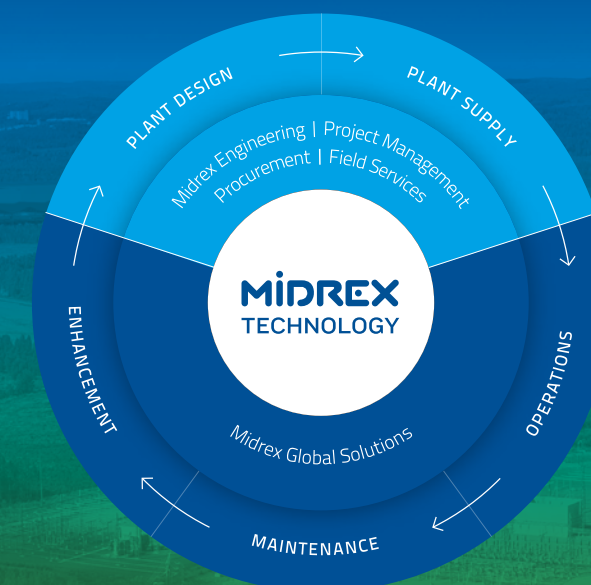 PLANT DESIGN
PLANT SUPPLY
Midrex Engineering | Project Management
Procurement | Field Services
MiDREX
TECHNOLOGY
ENHANCEMENT
OPERATIONS
Midrex Global Solutions
MAINTENANCE